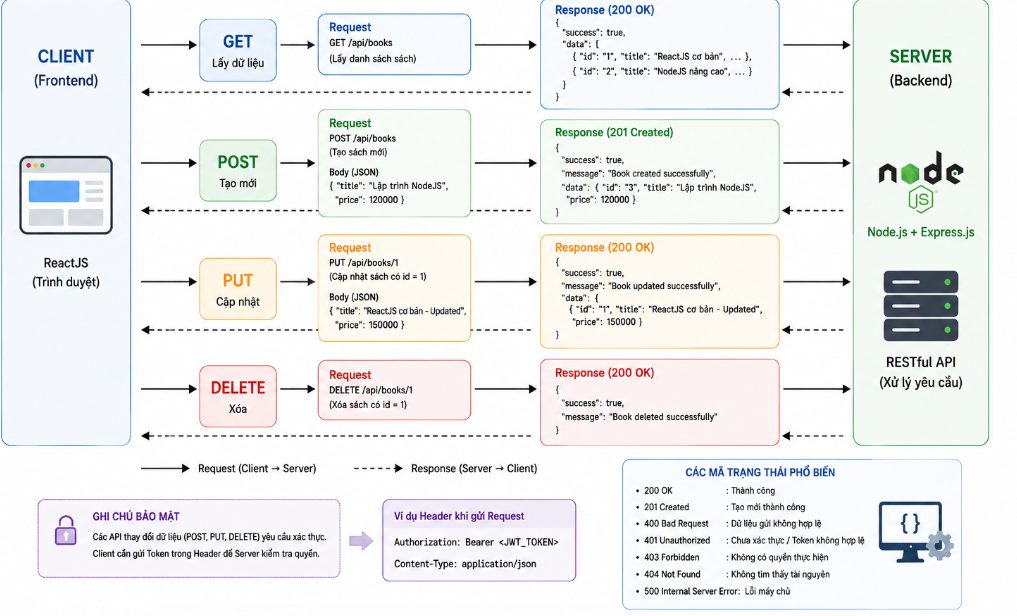 CLIENT
(Frontend)
ReactJS
(Trình duyệt)
GET
Lấy dữ liệu
Request
GET /api/books
(Lấy danh sách sách)
Response (200 OK)
{
"success": true,
"data": [
{ "id": "1", "title": "ReactJS cơ bản", ... },
{ "id": "2", "title": "NodeJS nâng cao", ... }
}
}
POST
Tạo mới
Request
POST /api/books
(Tạo sách mới)
Body (JSON)
{ "title": "Lập trình NodeJS",
"price": 120000 }
Response (201 Created)
{
"success": true,
"message": "Book created successfully",
"data": { "id": "3", "title": "Lập trình NodeJS",
"price": 120000 }
}
PUT
Cập nhật
Request
PUT /api/books/1
(Cập nhật sách có id = 1)
Body (JSON)
{ "title": "ReactJS cơ bản - Updated",
"price": 150000 }
Response (200 OK)
{
"success": true,
"message": "Book updated successfully",
"data": {
{ "id": "1", "title": "ReactJS cơ bản - Updated",
"price": 150000 }
}
DELETE
Xóa
Request
DELETE /api/books/1
(Xóa sách có id = 1)
Response (200 OK)
{
"success": true,
"message": "Book deleted successfully"
}
SERVER
(Backend)
node
JS
Node.js + Express.js
RESTful API
(Xử lý yêu cầu)
Request (Client → Server)
Response (Server → Client)
GHI CHÚ BẢO MẬT
Các API thay đổi dữ liệu (POST, PUT, DELETE) yêu cầu xác thực.
Client cần gửi Token trong Header để Server kiểm tra quyền.
Ví dụ Header khi gửi Request
Authorization: Bearer <JWT_TOKEN>
Content-Type: application/json
CÁC MÃ TRẠNG THÁI PHỔ BIẾN
• 200 OK : Thành công
• 201 Created : Tạo mới thành công
• 400 Bad Request : Dữ liệu gửi không hợp lệ
• 401 Unauthorized : Chưa xác thực / Token không hợp lệ
• 403 Forbidden : Không có quyền thực hiện
• 404 Not Found : Không tìm thấy tài nguyên
• 500 Internal Server Error: Lỗi máy chủ
{}